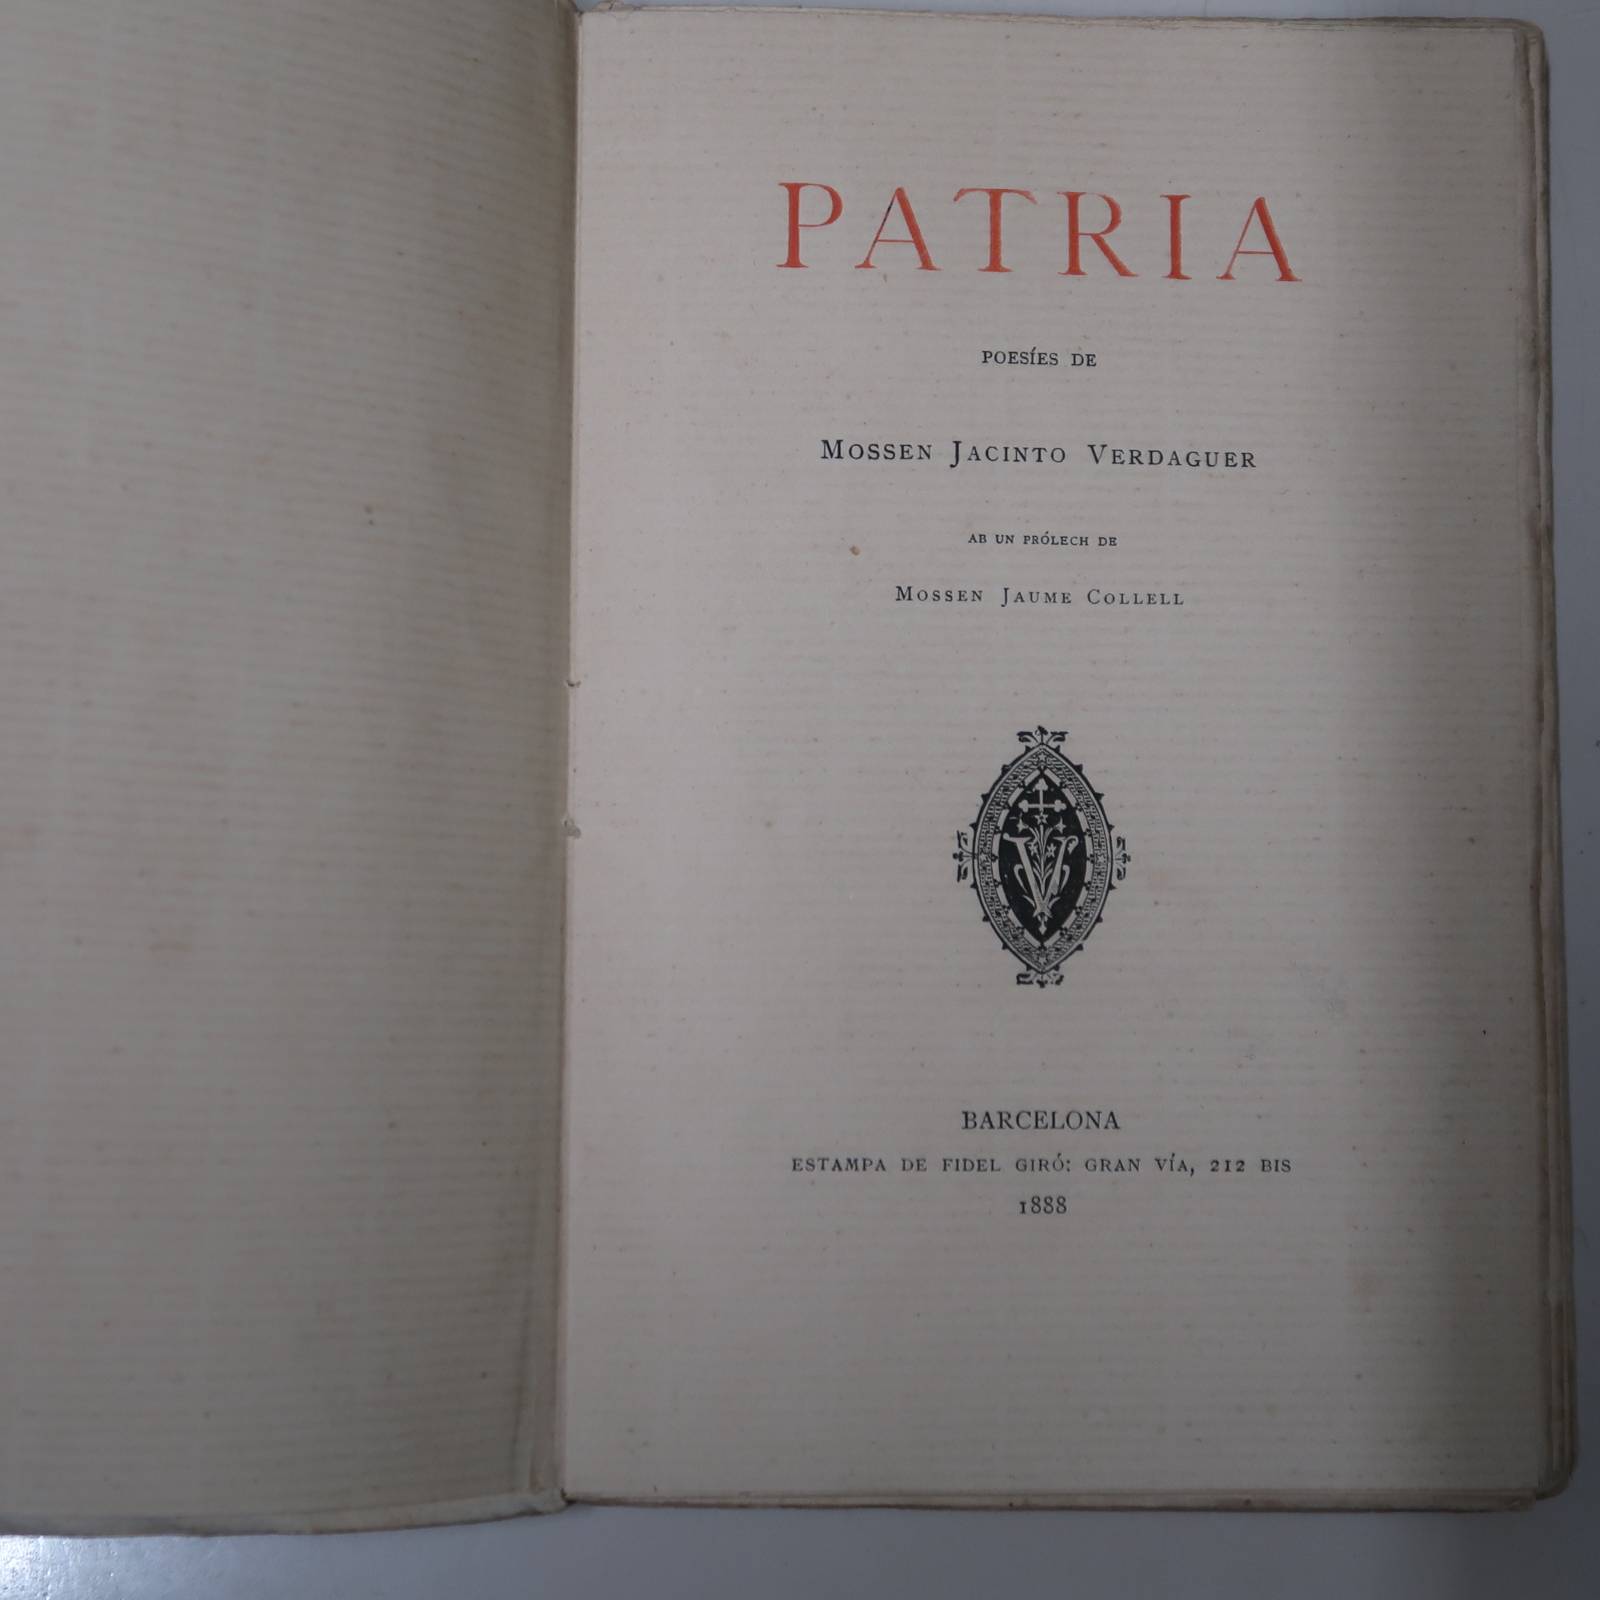 PATRIA
POESÍES DE
MOSSEN JACINTO VERDAGUER
AB UN PRÓLECH DE
MOSSEN JAUME COLLELL
V
BARCELONA
ESTAMPA DE FIDEL GIRÓ: GRAN VÍA, 212 BIS
1888